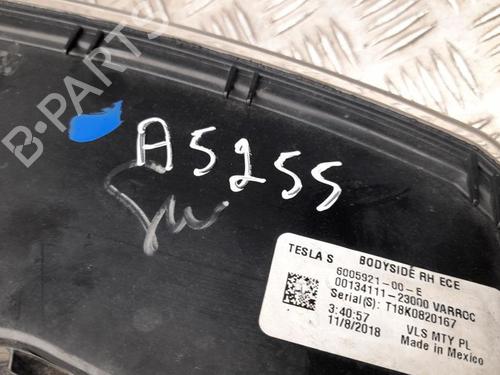 B-PARTS
A5255
TESLA S BODYSIDE RH ECE
6005921-00-E
00134111-23000 VARROC
Serial(S): T18K0820167
3:40:57 VLS MTY PL
11/8/2018 Made in Mexico